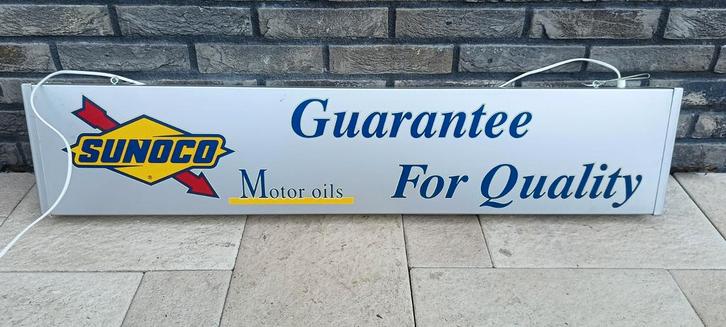 SUNOCO
®
Motor oils
Guarantee
For Quality